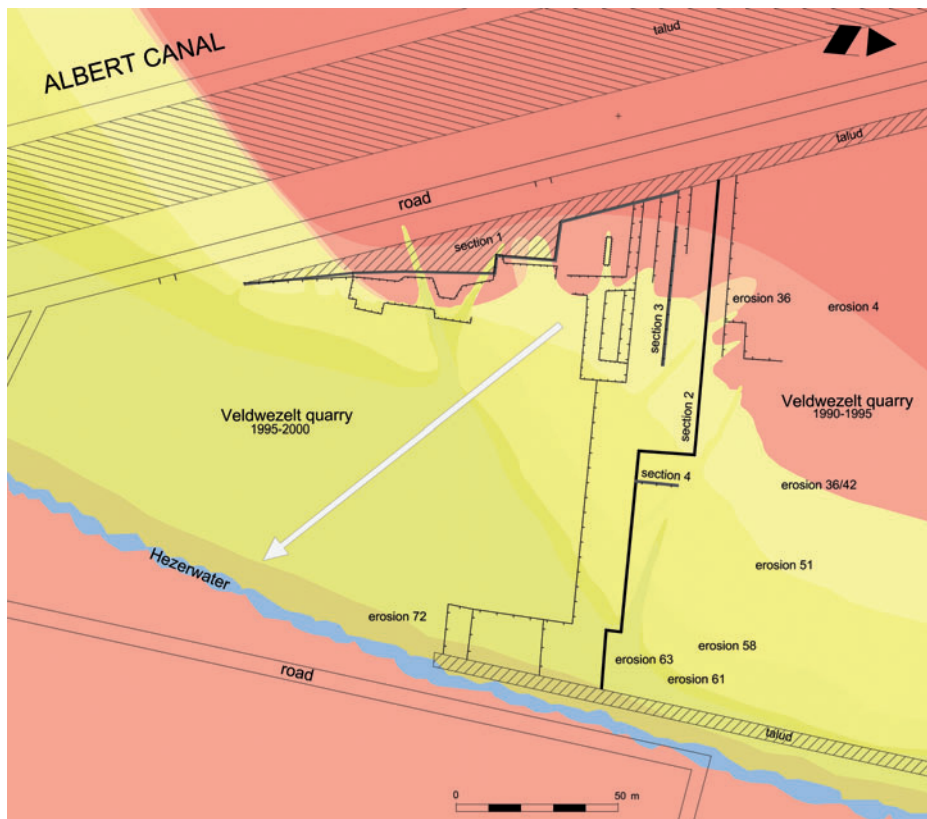 ALBERT CANAL
talud
talud
road
section 1
erosion 36
erosion 4
section 3
section 2
Veldwezelt quarry
1995-2000
Veldwezelt quarry
1990-1995
section 4
erosion 36/42
Hezerwater
erosion 51
erosion 72
erosion 58
erosion 63
erosion 61
road
talud
0 50 m